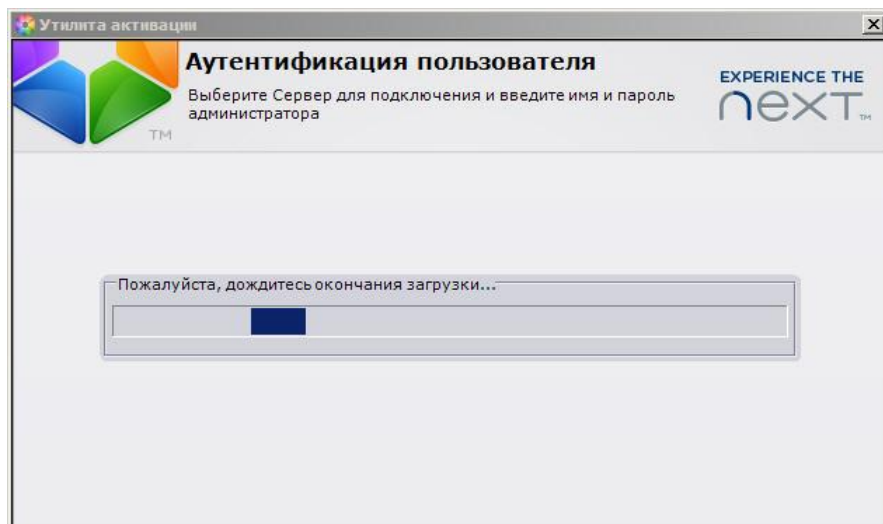 Утилита активации
Аутентификация пользователя
Выберите Сервер для подключения и введите имя и пароль
администратора
EXPERIENCE THE
next™
TM
Пожалуйста, дождитесь окончания загрузки...